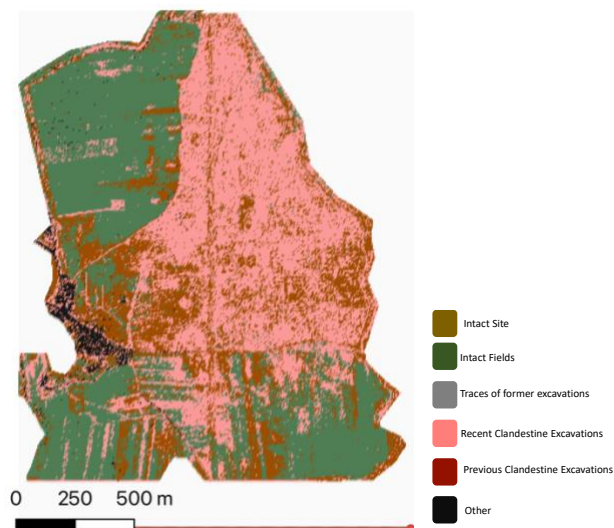 Intact Site
Intact Fields
Traces of former excavations
Recent Clandestine Excavations
Previous Clandestine Excavations
Other
0 250 500 m